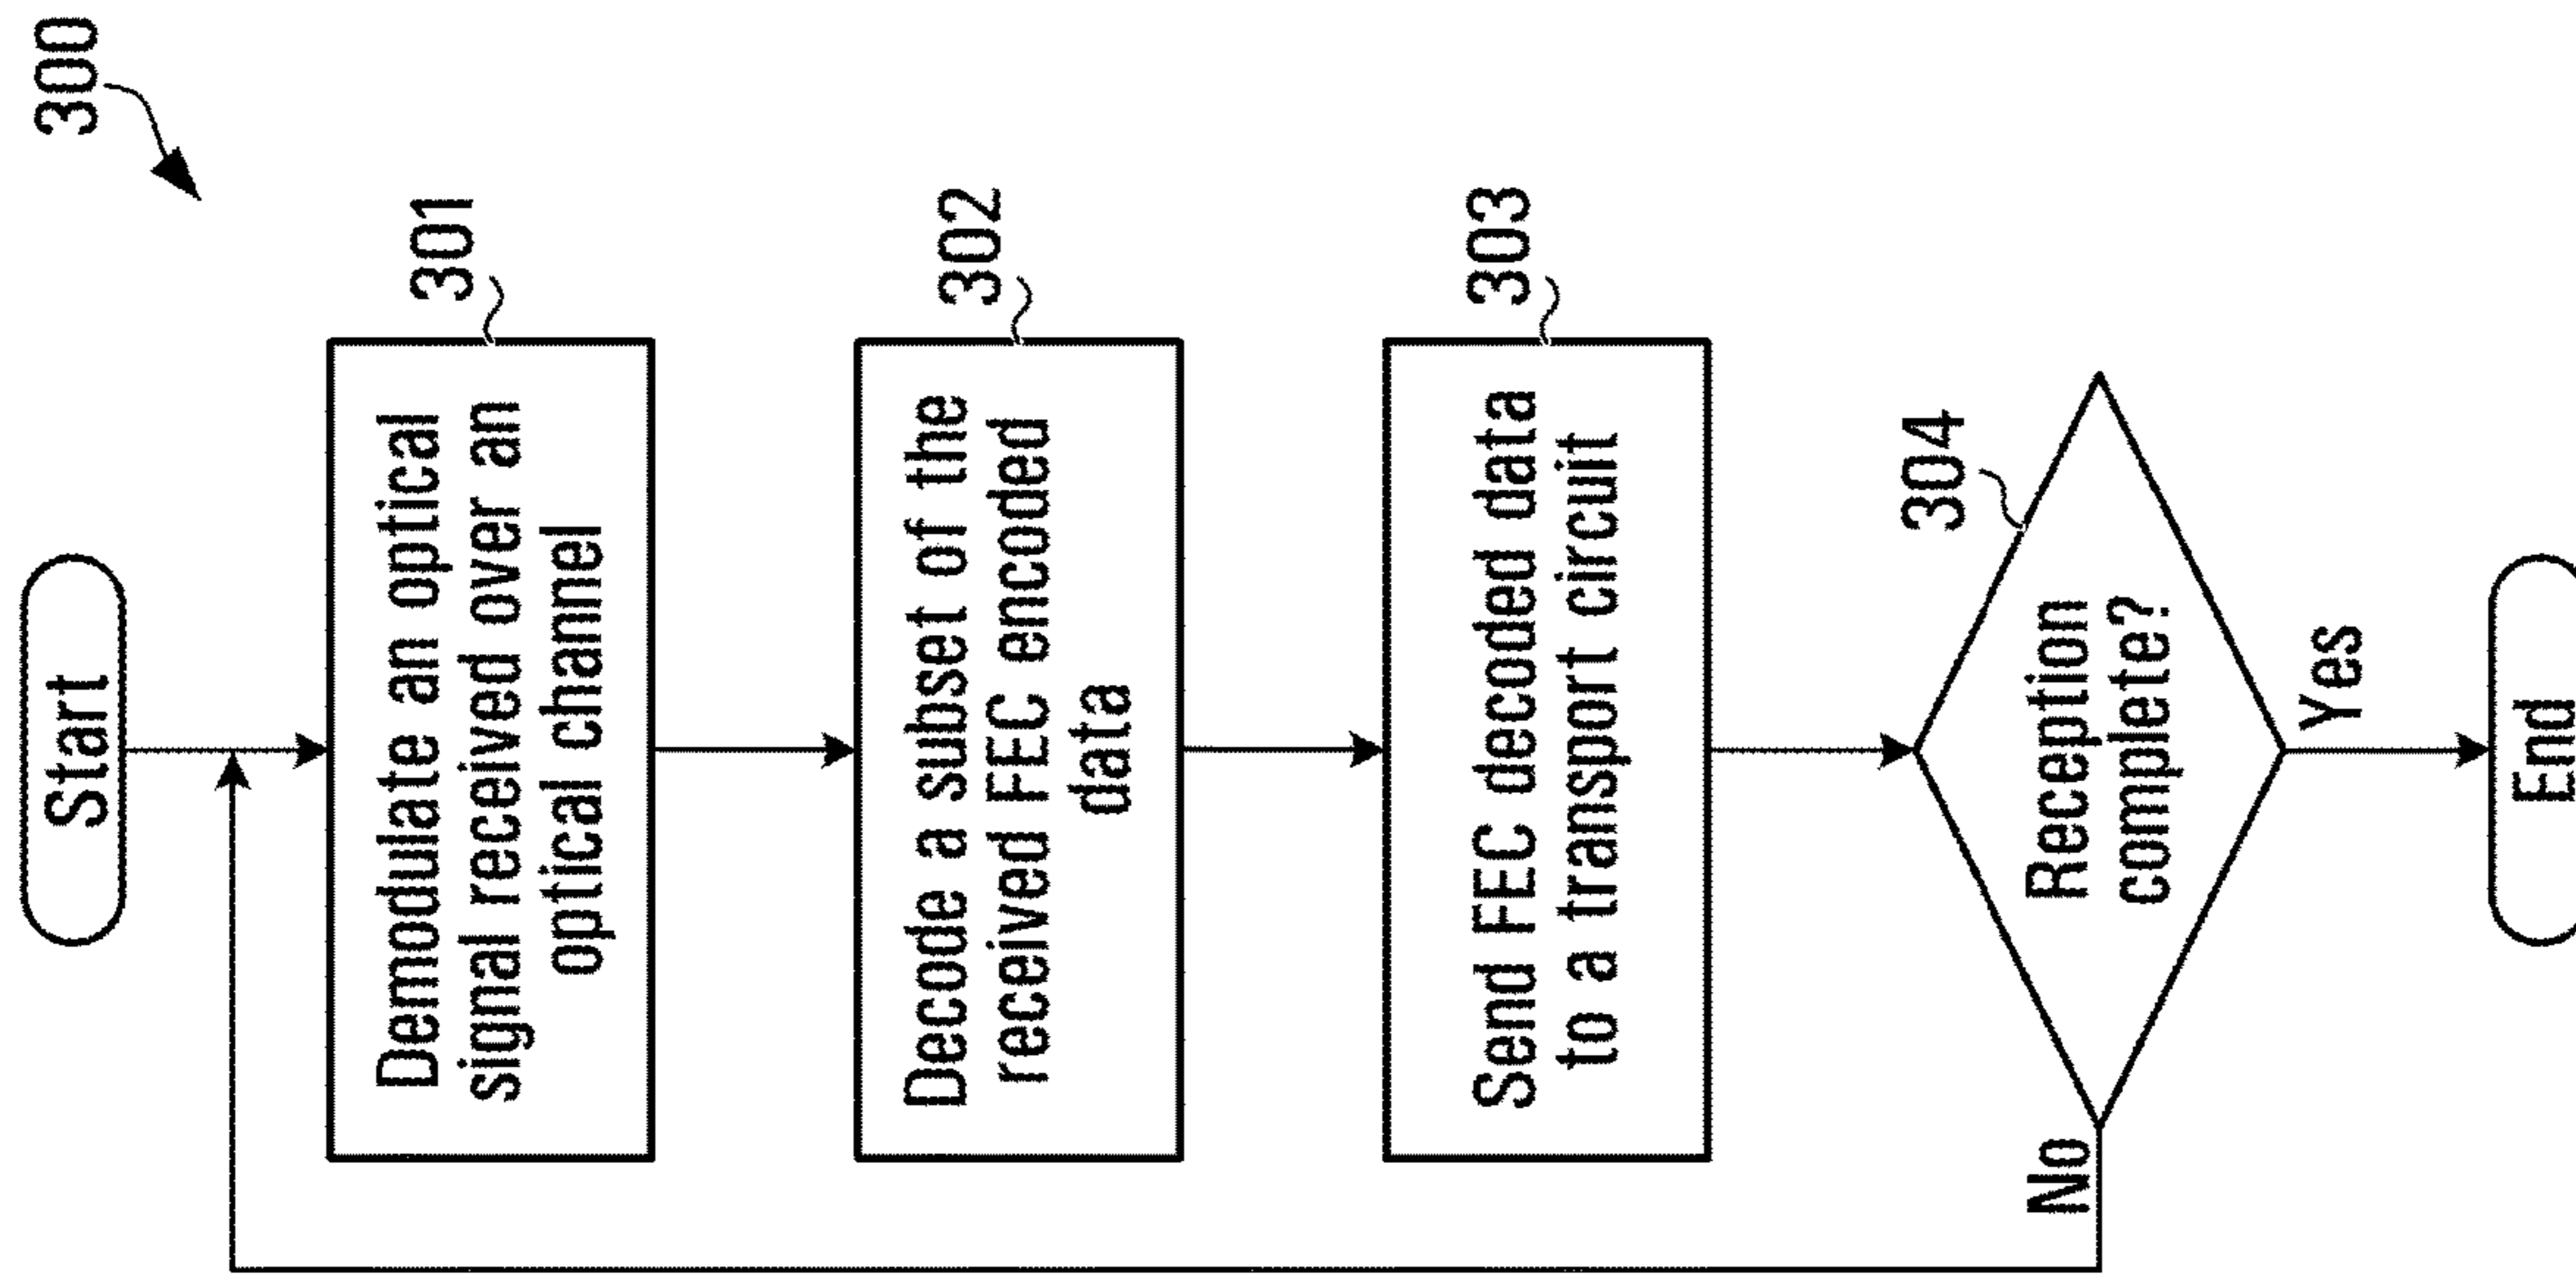 300
Start
301
Demodulate an optical
signal received over an
optical channel
302
Decode a subset of the
received FEC encoded
data
303
Send FEC decoded data
to a transport circuit
304
Reception
complete?
No
Yes
End